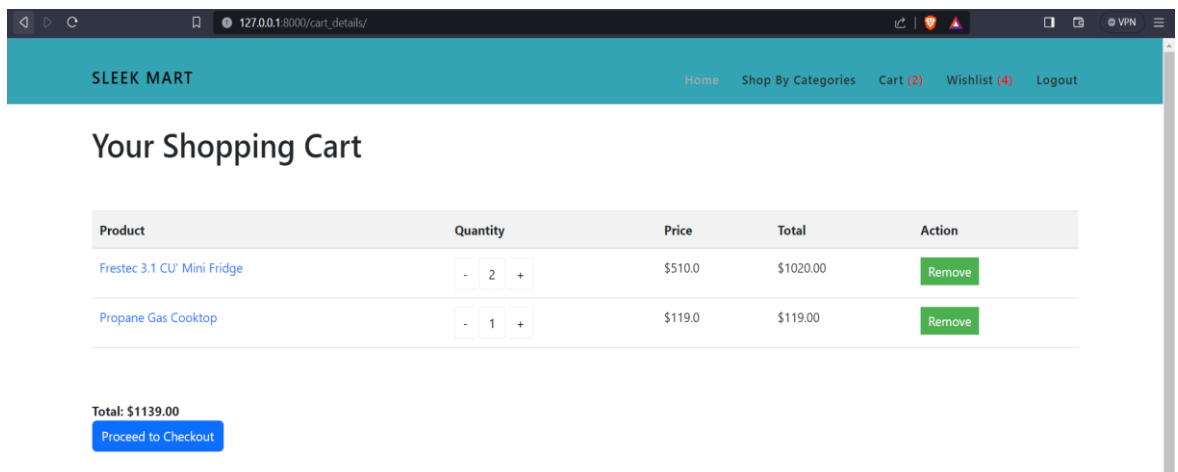 127.0.0.1:8000/cart_details/
VPN
SLEEK MART
Home Shop By Categories Cart (2) Wishlist (4) Logout
Your Shopping Cart
Product Quantity Price Total Action
Frestec 3.1 CU' Mini Fridge - 2 + $510.0 $1020.00 Remove
Propane Gas Cooktop - 1 + $119.0 $119.00 Remove
Total: $1139.00
Proceed to Checkout